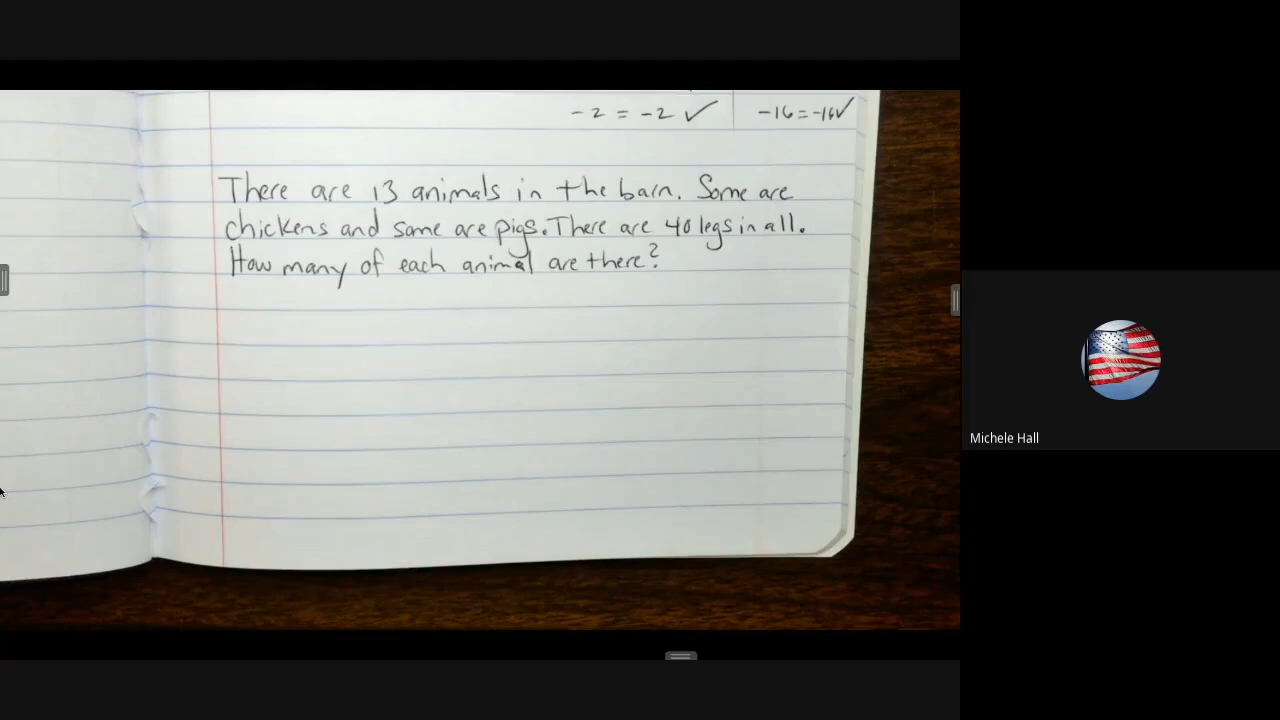 -2 = -2 ✓
-16=-16✓
There are 13 animals in the barn. Some are
chickens and some are pigs. There are 40 legs in all.
How many of each animal are there?
Michele Hall